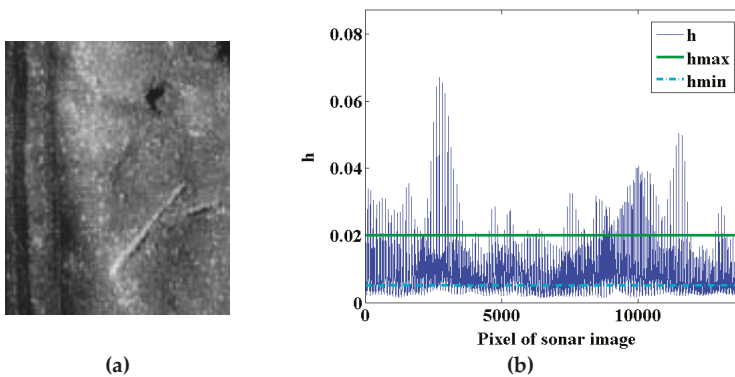 0.08
0.06
0.04
0.02
0
h
h
hmax
hmin
0
5000
10000
Pixel of sonar image
(a)
(b)